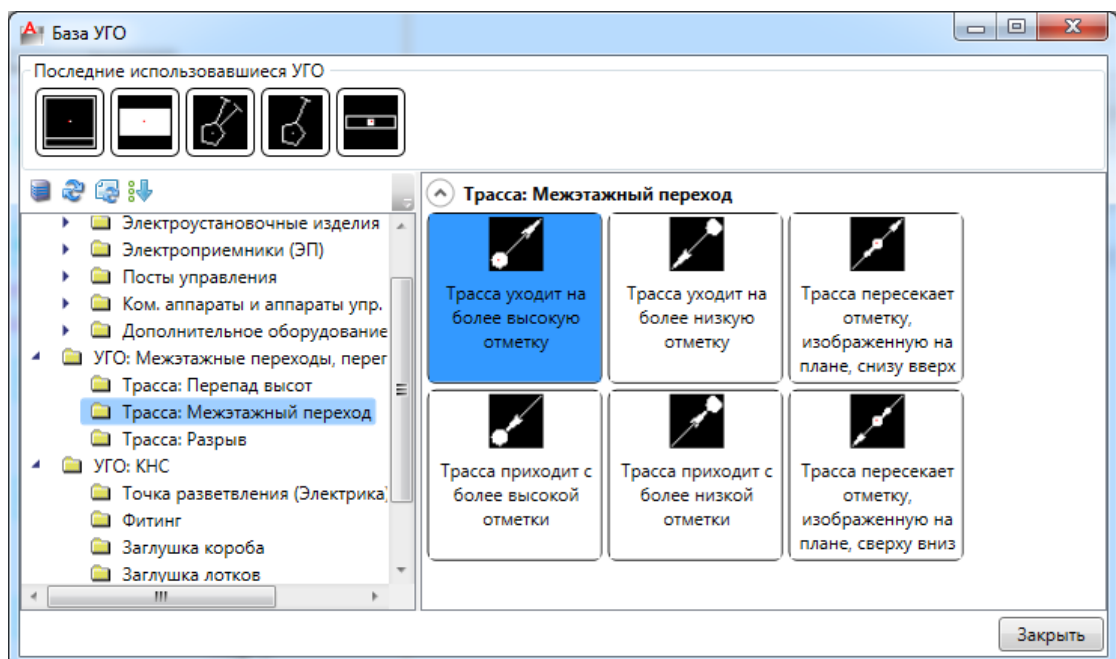 База УГО
Последние использовавшиеся УГО
Электроустановочные изделия
Электроприемники (ЭП)
Посты управления
Ком. аппараты и аппараты упр.
Дополнительное оборудование
УГО: Межэтажные переходы, перег
Трасса: Перепад высот
Трасса: Межэтажный переход
Трасса: Разрыв
УГО: КНС
Точка разветвления (Электрика)
Фитинг
Заглушка короба
Заглушка лотков
Трасса: Межэтажный переход
Трасса уходит на
более высокую
отметку
Трасса уходит на
более низкую
отметку
Трасса пересекает
отметку,
изображенную на
плане, снизу вверх
Трасса приходит с
более высокой
отметки
Трасса приходит с
более низкой
отметки
Трасса пересекает
отметку,
изображенную на
плане, сверху вниз
Закрыть